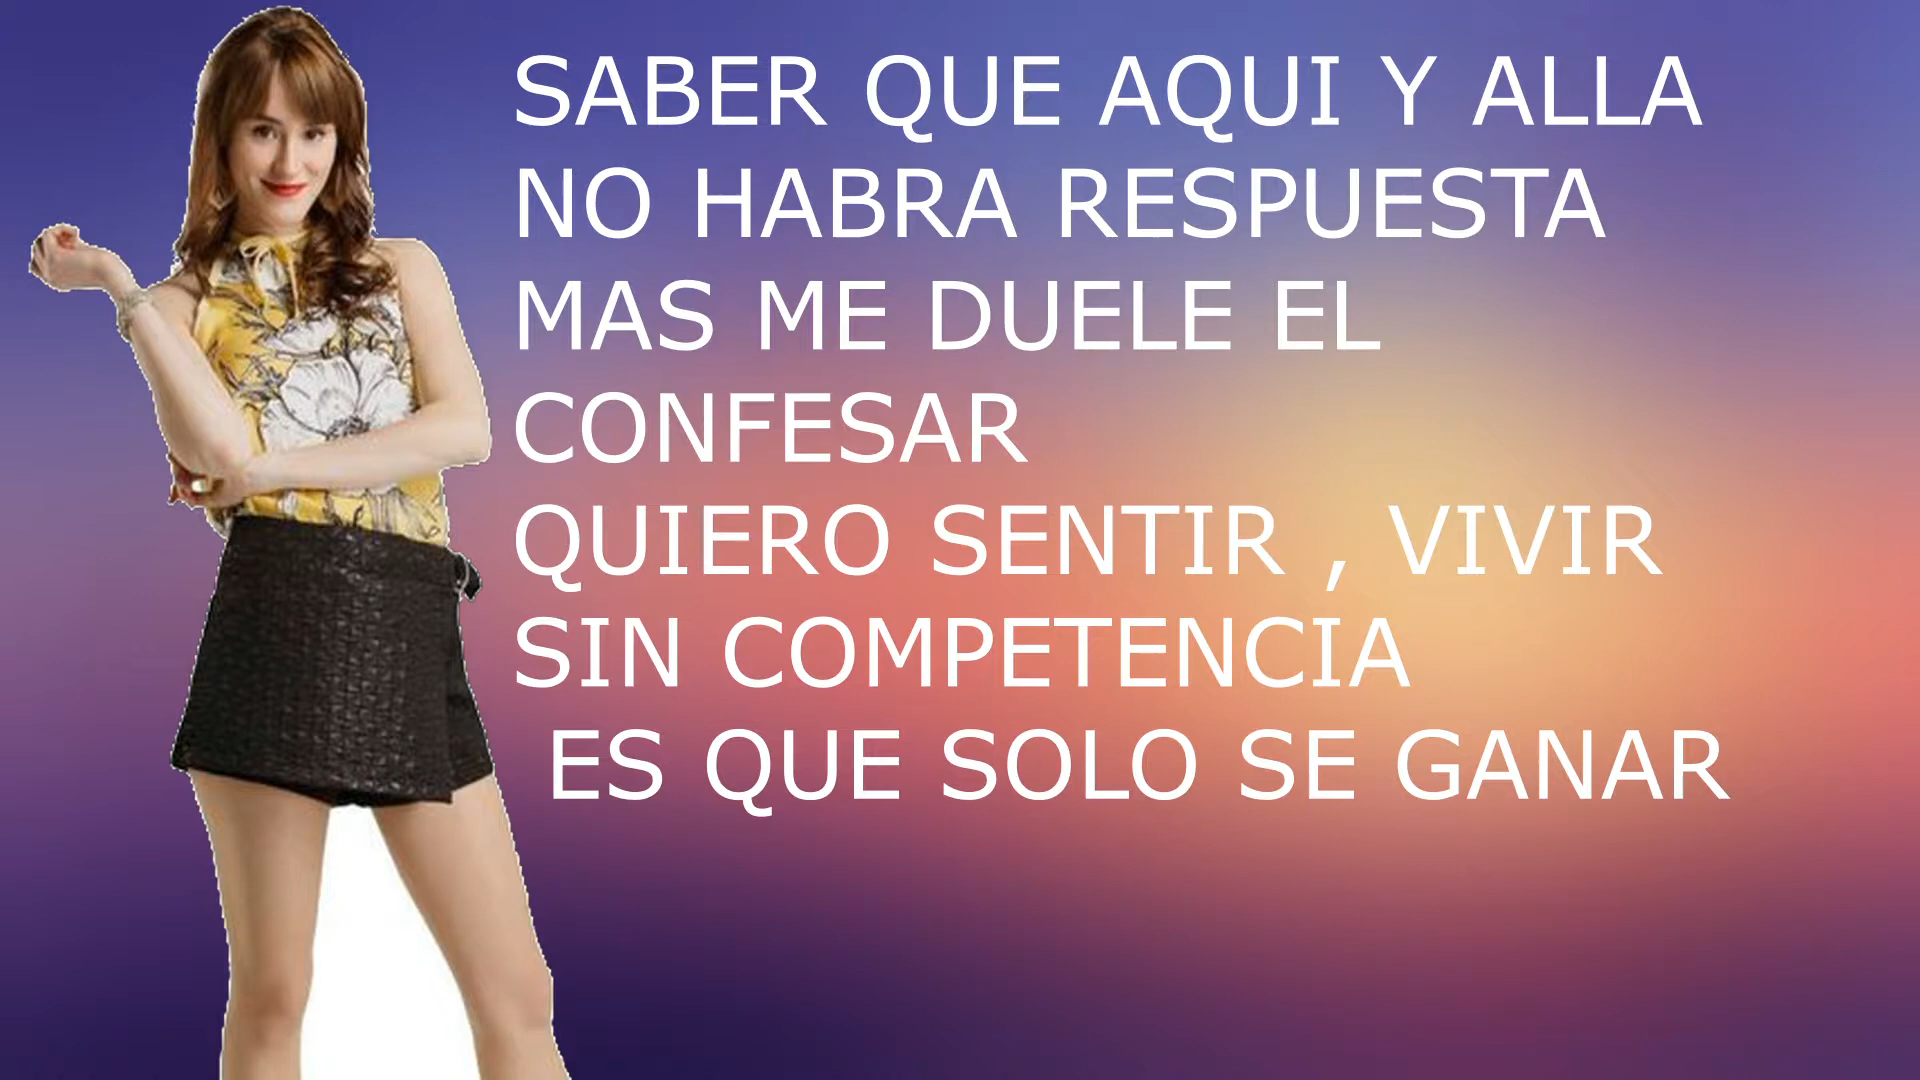 SABER QUE AQUI Y ALLA
NO HABRA RESPUESTA
MAS ME DUELE EL
CONFESAR
QUIERO SENTIR , VIVIR
SIN COMPETENCIA
ES QUE SOLO SE GANAR